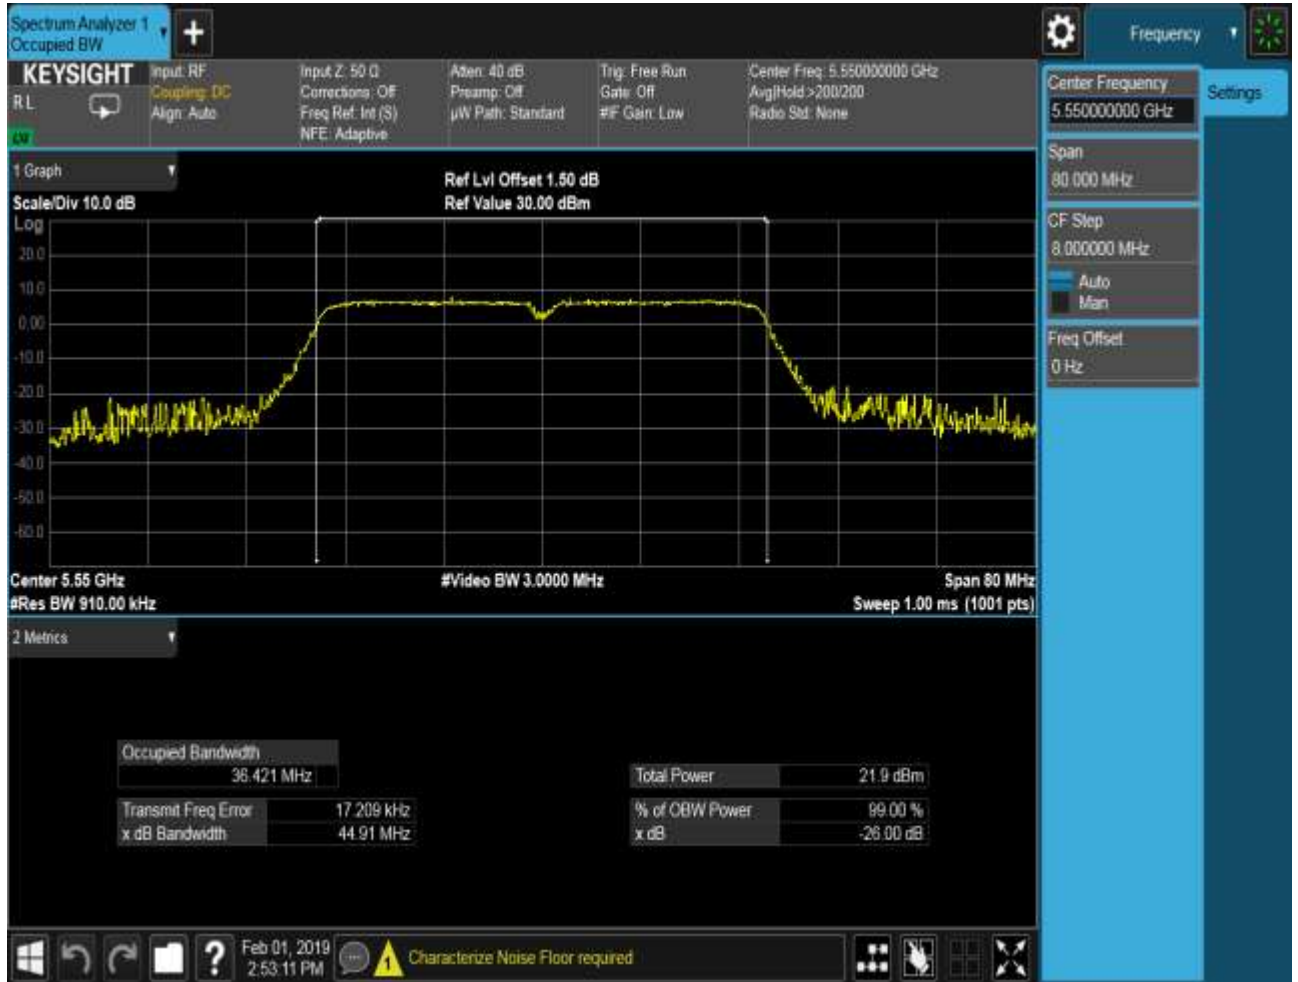 Spectrum Analyzer 1
Occupied BW
Frequency
KEYSIGHT
RL
Input: RF
Coupling: DC
Align: Auto
Input Z: 50 Ω
Corrections: Off
Freq Ref: Int (S)
NFE: Adaptive
Atten: 40 dB
Preamp: Off
µW Path: Standard
Trig: Free Run
Gate: Off
#IF Gain: Low
Center Freq: 5.550000000 GHz
Avg|Hold >200/200
Radio Std: None
Center Frequency
5.550000000 GHz
Settings
Span
80.000 MHz
CF Step
8.000000 MHz
Auto
Man
Freq Offset
0 Hz
1 Graph
Scale/Div 10.0 dB
Ref Lvl Offset 1.50 dB
Ref Value 30.00 dBm
Log
20.0
10.0
0.00
-10.0
-20.0
-30.0
-40.0
-50.0
-60.0
Center 5.55 GHz
#Video BW 3.0000 MHz
Span 80 MHz
#Res BW 910.00 kHz
Sweep 1.00 ms (1001 pts)
2 Metrics
Occupied Bandwidth
36.421 MHz
Total Power 21.9 dBm
Transmit Freq Error 17.209 kHz
% of OBW Power 99.00 %
x dB Bandwidth 44.91 MHz
x dB -26.00 dB
Feb 01, 2019
2:53:11 PM
1
Characterize Noise Floor required